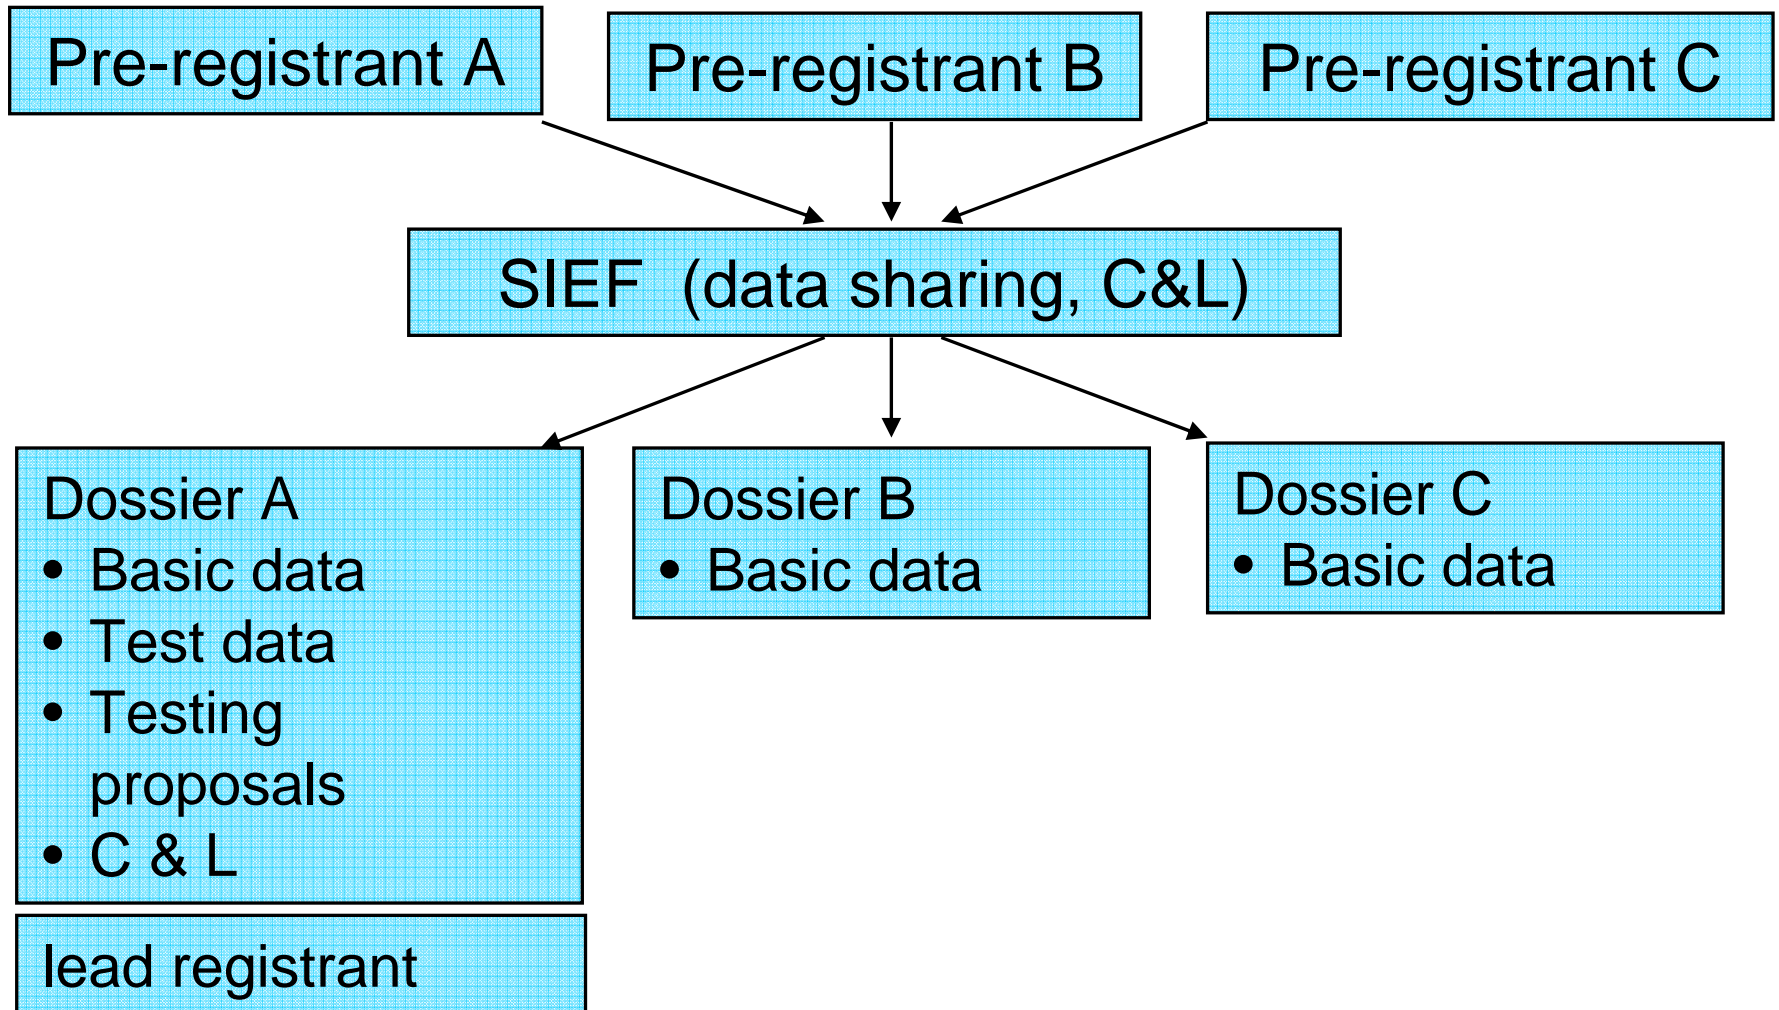 Pre-registrant A
Pre-registrant B
Pre-registrant C
SIEF (data sharing, C&L)
Dossier A
• Basic data
• Test data
• Testing
proposals
• C & L
lead registrant
Dossier B
• Basic data
Dossier C
• Basic data